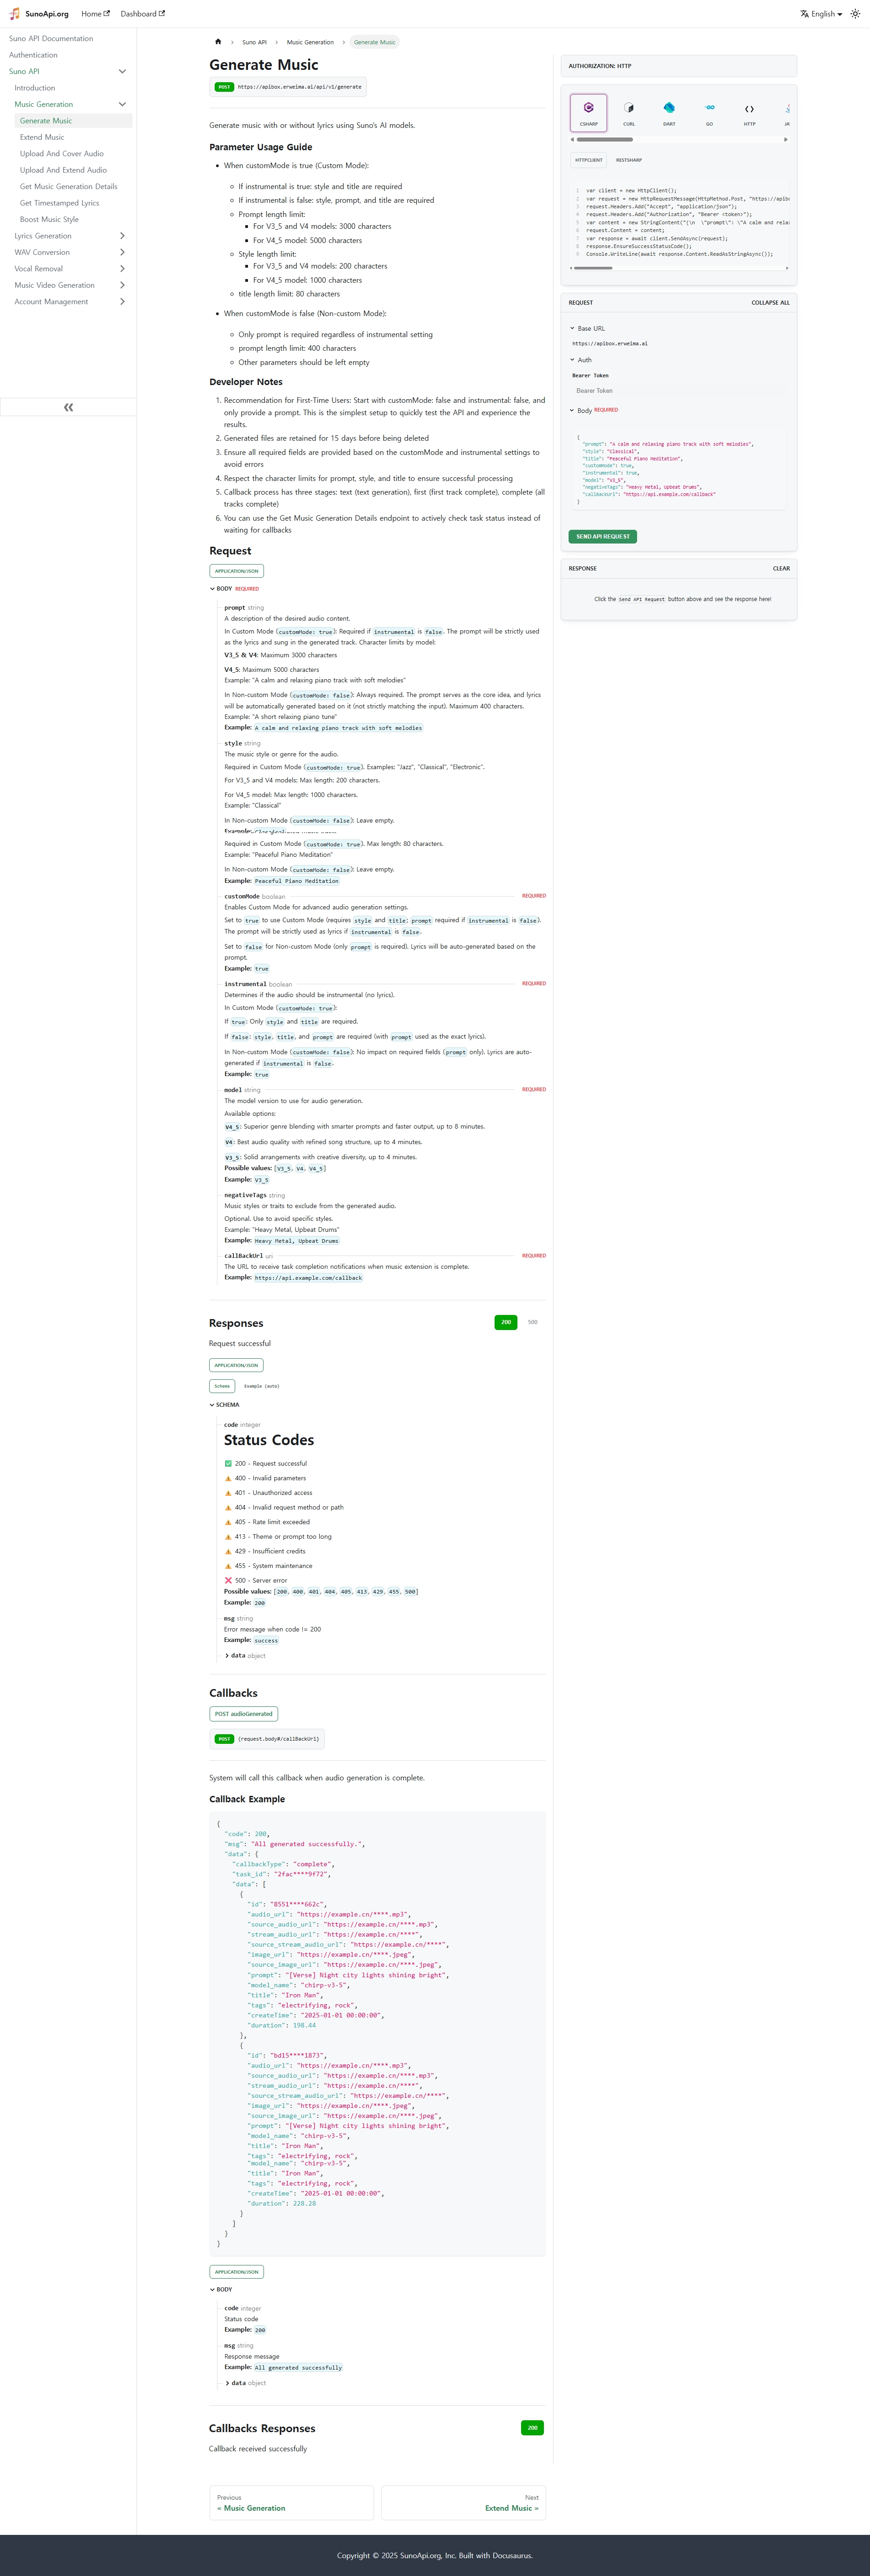 SunoApi.org
Home
Dashboard
English
Suno API Documentation
Authentication
Suno API
Introduction
Music Generation
Generate Music
Extend Music
Upload And Cover Audio
Upload And Extend Audio
Get Music Generation Details
Get Timestamped Lyrics
Boost Music Style
Lyrics Generation
WAV Conversion
Vocal Removal
Music Video Generation
Account Management
Suno API
Music Generation
Generate Music
Generate Music
POST https://apibox.erweima.ai/api/v1/generate
Generate music with or without lyrics using Suno's AI models.
Parameter Usage Guide
• When customMode is true (Custom Mode):
◦ If instrumental is true: style and title are required
◦ If instrumental is false: style, prompt, and title are required
◦ Prompt length limit:
▪ For V3_5 and V4 models: 3000 characters
▪ For V4_5 model: 5000 characters
◦ Style length limit:
▪ For V3_5 and V4 models: 200 characters
▪ For V4_5 model: 1000 characters
◦ title length limit: 80 characters
• When customMode is false (Non-custom Mode):
◦ Only prompt is required regardless of instrumental setting
◦ prompt length limit: 400 characters
◦ Other parameters should be left empty
Developer Notes
1. Recommendation for First-Time Users: Start with customMode: false and instrumental: false, and
only provide a prompt. This is the simplest setup to quickly test the API and experience the
results.
2. Generated files are retained for 15 days before being deleted
3. Ensure all required fields are provided based on the customMode and instrumental settings to
avoid errors
4. Respect the character limits for prompt, style, and title to ensure successful processing
5. Callback process has three stages: text (text generation), first (first track complete), complete (all
tracks complete)
6. You can use the Get Music Generation Details endpoint to actively check task status instead of
waiting for callbacks
Request
APPLICATION/JSON
BODY REQUIRED
prompt string
A description of the desired audio content.
In Custom Mode (customMode: true): Required if instrumental is false. The prompt will be strictly used
as the lyrics and sung in the generated track. Character limits by model:
V3_5 & V4: Maximum 3000 characters
V4_5: Maximum 5000 characters
Example: "A calm and relaxing piano track with soft melodies"
In Non-custom Mode (customMode: false): Always required. The prompt serves as the core idea, and lyrics
will be automatically generated based on it (not strictly matching the input). Maximum 400 characters.
Example: "A short relaxing piano tune"
Example: A calm and relaxing piano track with soft melodies
style string
The music style or genre for the audio.
Required in Custom Mode (customMode: true). Examples: "Jazz", "Classical", "Electronic".
For V3_5 and V4 models: Max length: 200 characters.
For V4_5 model: Max length: 1000 characters.
Example: "Classical"
In Non-custom Mode (customMode: false): Leave empty.
Required in Custom Mode (customMode: true). Max length: 80 characters.
Example: "Peaceful Piano Meditation"
In Non-custom Mode (customMode: false): Leave empty.
Example: Peaceful Piano Meditation
customMode boolean REQUIRED
Enables Custom Mode for advanced audio generation settings.
Set to true to use Custom Mode (requires style and title; prompt required if instrumental is false).
The prompt will be strictly used as lyrics if instrumental is false.
Set to false for Non-custom Mode (only prompt is required). Lyrics will be auto-generated based on the
prompt.
Example: true
instrumental boolean REQUIRED
Determines if the audio should be instrumental (no lyrics).
In Custom Mode (customMode: true):
If true: Only style and title are required.
If false: style, title, and prompt are required (with prompt used as the exact lyrics).
In Non-custom Mode (customMode: false): No impact on required fields (prompt only). Lyrics are auto-
generated if instrumental is false.
Example: true
model string REQUIRED
The model version to use for audio generation.
Available options:
V4_5: Superior genre blending with smarter prompts and faster output, up to 8 minutes.
V4: Best audio quality with refined song structure, up to 4 minutes.
V3_5: Solid arrangements with creative diversity, up to 4 minutes.
Possible values: [V3_5, V4, V4_5]
Example: V3_5
negativeTags string
Music styles or traits to exclude from the generated audio.
Optional. Use to avoid specific styles.
Example: "Heavy Metal, Upbeat Drums"
Example: Heavy Metal, Upbeat Drums
callBackUrl uri REQUIRED
The URL to receive task completion notifications when music extension is complete.
Example: https://api.example.com/callback
Responses
200 500
Request successful
APPLICATION/JSON
Schema Example (auto)
SCHEMA
code integer
Status Codes
✅ 200 - Request successful
⚠️ 400 - Invalid parameters
⚠️ 401 - Unauthorized access
⚠️ 404 - Invalid request method or path
⚠️ 405 - Rate limit exceeded
⚠️ 413 - Theme or prompt too long
⚠️ 429 - Insufficient credits
⚠️ 455 - System maintenance
❌ 500 - Server error
Possible values: [200, 400, 401, 404, 405, 413, 429, 455, 500]
Example: 200
msg string
Error message when code != 200
Example: success
data object
Callbacks
POST audioGenerated
POST {request.body#/callBackUrl}
System will call this callback when audio generation is complete.
Callback Example
{
"code": 200,
"msg": "All generated successfully.",
"data": {
"callbackType": "complete",
"task_id": "2fac****9f72",
"data": [
{
"id": "8551****662c",
"audio_url": "https://example.cn/****.mp3",
"source_audio_url": "https://example.cn/****.mp3",
"stream_audio_url": "https://example.cn/****",
"source_stream_audio_url": "https://example.cn/****",
"image_url": "https://example.cn/****.jpeg",
"source_image_url": "https://example.cn/****.jpeg",
"prompt": "[Verse] Night city lights shining bright",
"model_name": "chirp-v3-5",
"title": "Iron Man",
"tags": "electrifying, rock",
"createTime": "2025-01-01 00:00:00",
"duration": 198.44
},
{
"id": "bd15****1873",
"audio_url": "https://example.cn/****.mp3",
"source_audio_url": "https://example.cn/****.mp3",
"stream_audio_url": "https://example.cn/****",
"source_stream_audio_url": "https://example.cn/****",
"image_url": "https://example.cn/****.jpeg",
"source_image_url": "https://example.cn/****.jpeg",
"prompt": "[Verse] Night city lights shining bright",
"model_name": "chirp-v3-5",
"title": "Iron Man",
"tags": "electrifying, rock",
"model_name": "chirp-v3-5",
"title": "Iron Man",
"tags": "electrifying, rock",
"createTime": "2025-01-01 00:00:00",
"duration": 228.28
}
]
}
}
APPLICATION/JSON
BODY
code integer
Status code
Example: 200
msg string
Response message
Example: All generated successfully
data object
Callbacks Responses
200
Callback received successfully
Previous
« Music Generation
Next
Extend Music »
AUTHORIZATION: HTTP
CSHARP
CURL
DART
GO
HTTP
HTTPCLIENT RESTSHARP
1 var client = new HttpClient();
2 var request = new HttpRequestMessage(HttpMethod.Post, "https://apibo
3 request.Headers.Add("Accept", "application/json");
4 request.Headers.Add("Authorization", "Bearer <token>");
5 var content = new StringContent("{\n \"prompt\": \"A calm and relax
6 request.Content = content;
7 var response = await client.SendAsync(request);
8 response.EnsureSuccessStatusCode();
9 Console.WriteLine(await response.Content.ReadAsStringAsync());
REQUEST COLLAPSE ALL
Base URL
https://apibox.erweima.ai
Auth
Bearer Token
Bearer Token
Body REQUIRED
{
"prompt": "A calm and relaxing piano track with soft melodies",
"style": "Classical",
"title": "Peaceful Piano Meditation",
"customMode": true,
"instrumental": true,
"model": "V3_5",
"negativeTags": "Heavy Metal, Upbeat Drums",
"callBackUrl": "https://api.example.com/callback"
}
SEND API REQUEST
RESPONSE CLEAR
Click the Send API Request button above and see the response here!
Copyright © 2025 SunoApi.org, Inc. Built with Docusaurus.